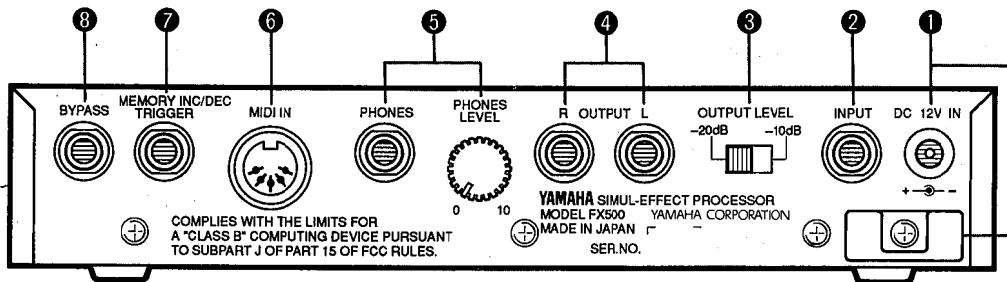 8 7 6 5 4 3 2 1
BYPASS
MEMORY INC/DEC
TRIGGER
MIDI IN
PHONES
PHONES
LEVEL
0 10
R OUTPUT L
OUTPUT LEVEL
-20dB -10dB
INPUT
DC 12V IN
+ -
COMPLIES WITH THE LIMITS FOR
A "CLASS B" COMPUTING DEVICE PURSUANT
TO SUBPART J OF PART 15 OF FCC RULES.
YAMAHA SIMUL-EFFECT PROCESSOR
MODEL FX500 YAMAHA CORPORATION
MADE IN JAPAN
SER.NO.